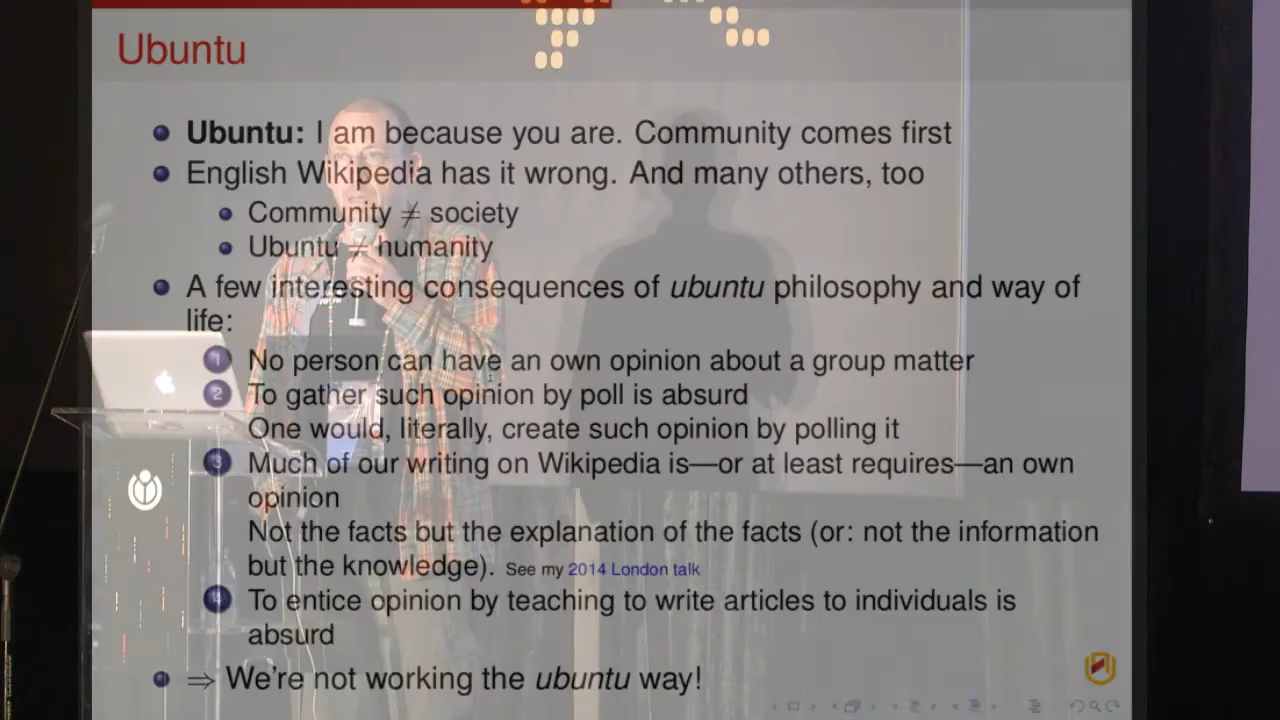 Ubuntu
Ubuntu: I am because you are. Community comes first
English Wikipedia has it wrong. And many others, too
Community ≠ society
Ubuntu ≠ humanity
A few interesting consequences of ubuntu philosophy and way of
life:
1 No person can have an own opinion about a group matter
2 To gather such opinion by poll is absurd
One would, literally, create such opinion by polling it
3 Much of our writing on Wikipedia is—or at least requires—an own
opinion
Not the facts but the explanation of the facts (or: not the information
but the knowledge). See my 2014 London talk
4 To entice opinion by teaching to write articles to individuals is
absurd
⇒ We're not working the ubuntu way!